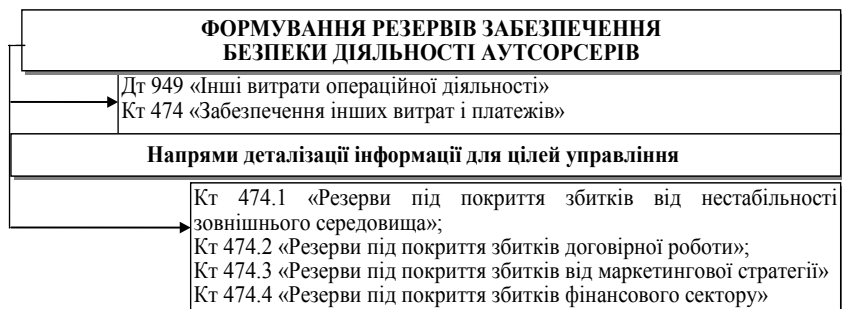 ФОРМУВАННЯ РЕЗЕРВІВ ЗАБЕЗПЕЧЕННЯ
БЕЗПЕКИ ДІЯЛЬНОСТІ АУТСОРСЕРІВ
Дт 949 «Інші витрати операційної діяльності»
Кт 474 «Забезпечення інших витрат і платежів»
Напрями деталізації інформації для цілей управління
Кт 474.1 «Резерви під покриття збитків від нестабільності
зовнішнього середовища»;
Кт 474.2 «Резерви під покриття збитків договірної роботи»;
Кт 474.3 «Резерви під покриття збитків від маркетингової стратегії»
Кт 474.4 «Резерви під покриття збитків фінансового сектору»